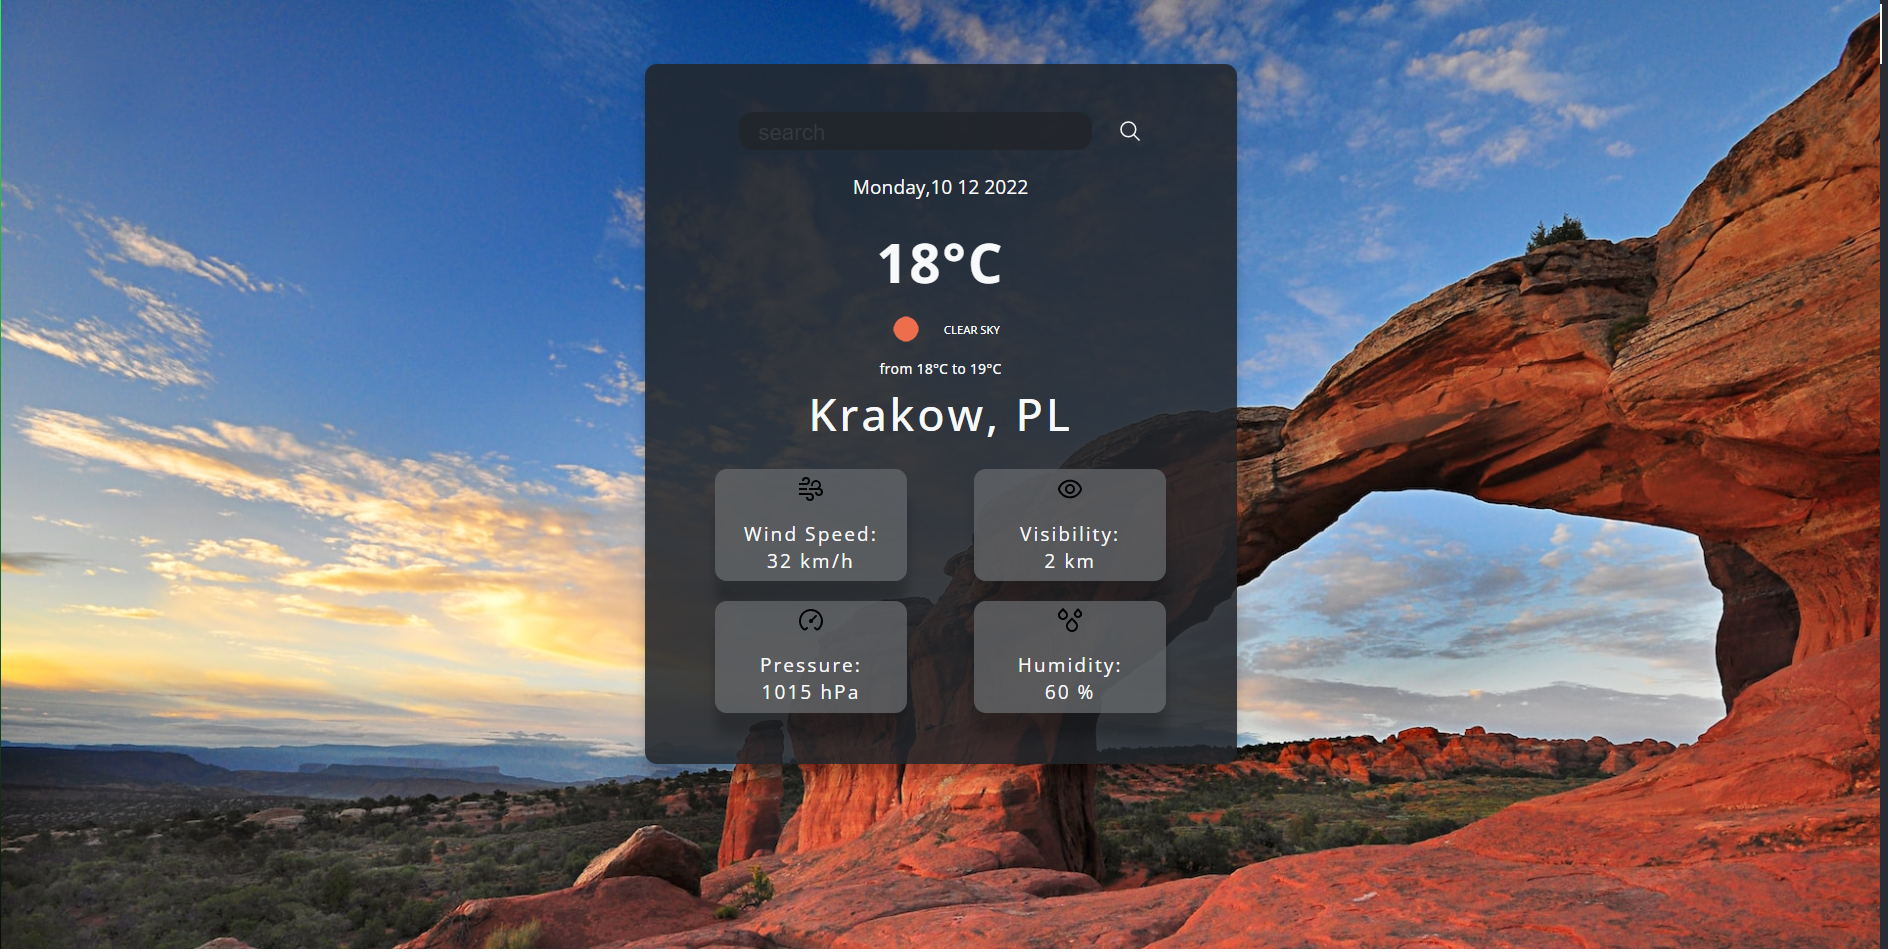 search
Monday,10 12 2022
18°C
CLEAR SKY
from 18°C to 19°C
Krakow, PL
Wind Speed:
32 km/h
Visibility:
2 km
Pressure:
1015 hPa
Humidity:
60 %